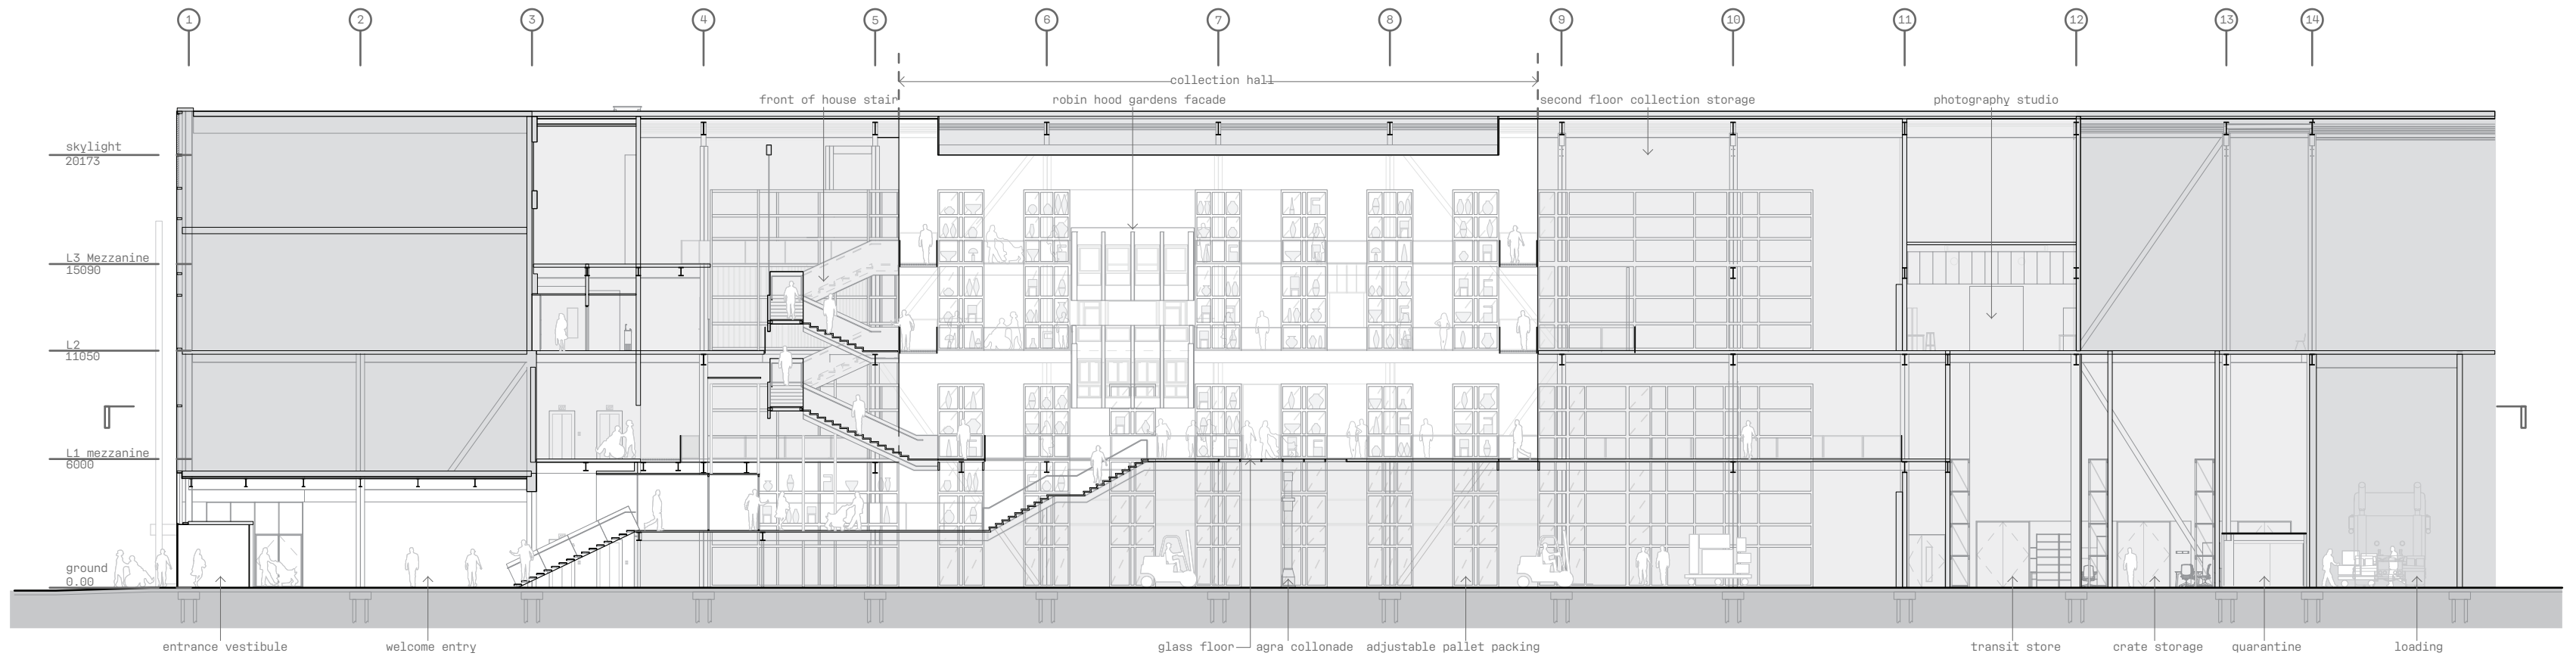 1 2 3 4 5 6 7 8 9 10 11 12 13 14
collection hall
front of house stair
robin hood gardens facade
second floor collection storage
photography studio
skylight
20173
L3 Mezzanine
15090
L2
11050
L1 mezzanine
6000
ground
0.00
entrance vestibule
welcome entry
glass floor
agra collonade
adjustable pallet packing
transit store
crate storage
quarantine
loading